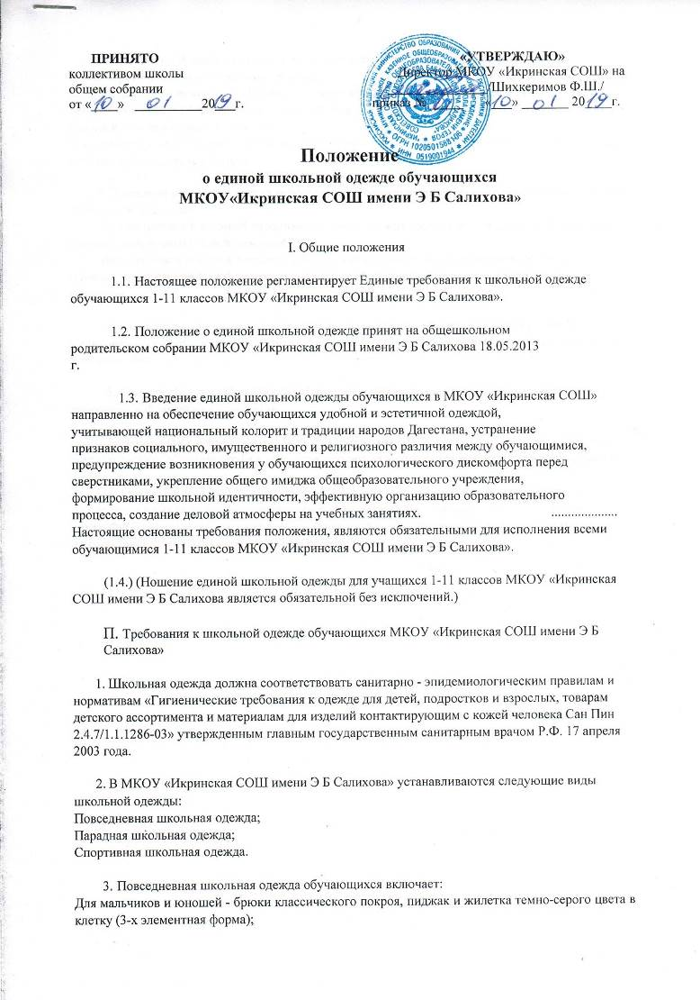 ПРИНЯТО
коллективом школы
общем собрании
от «10» 01 2019г.
«УТВЕРЖДАЮ»
Директор МКОУ «Икринская СОШ» на
/Шихкеримов Ф.Ш./
приказ № «10» 01 2019г.
Положение
о единой школьной одежде обучающихся
МКОУ«Икринская СОШ имени Э Б Салихова»
I. Общие положения
1.1. Настоящее положение регламентирует Единые требования к школьной одежде
обучающихся 1-11 классов МКОУ «Икринская СОШ имени Э Б Салихова».
1.2. Положение о единой школьной одежде принят на общешкольном
родительском собрании МКОУ «Икринская СОШ имени Э Б Салихова 18.05.2013
г.
1.3. Введение единой школьной одежды обучающихся в МКОУ «Икринская СОШ»
направленно на обеспечение обучающихся удобной и эстетичной одеждой,
учитывающей национальный колорит и традиции народов Дагестана, устранение
признаков социального, имущественного и религиозного различия между обучающимися,
предупреждение возникновения у обучающихся психологического дискомфорта перед
сверстниками, укрепление общего имиджа общеобразовательного учреждения,
формирование школьной идентичности, эффективную организацию образовательного
процесса, создание деловой атмосферы на учебных занятиях. ....................
Настоящие основаны требования положения, являются обязательными для исполнения всеми
обучающимися 1-11 классов МКОУ «Икринская СОШ имени Э Б Салихова».
(1.4.) (Ношение единой школьной одежды для учащихся 1-11 классов МКОУ «Икринская
СОШ имени Э Б Салихова является обязательной без исключений.)
П. Требования к школьной одежде обучающихся МКОУ «Икринская СОШ имени Э Б
Салихова»
1. Школьная одежда должна соответствовать санитарно - эпидемиологическим правилам и
нормативам «Гигиенические требования к одежде для детей, подростков и взрослых, товарам
детского ассортимента и материалам для изделий контактирующим с кожей человека Сан Пин
2.4.7/1.1.1286-03» утвержденным главным государственным санитарным врачом Р.Ф. 17 апреля
2003 года.
2. В МКОУ «Икринская СОШ имени Э Б Салихова» устанавливаются следующие виды
школьной одежды:
Повседневная школьная одежда;
Парадная школьная одежда;
Спортивная школьная одежда.
3. Повседневная школьная одежда обучающихся включает:
Для мальчиков и юношей - брюки классического покроя, пиджак и жилетка темно-серого цвета в
клетку (3-х элементная форма);